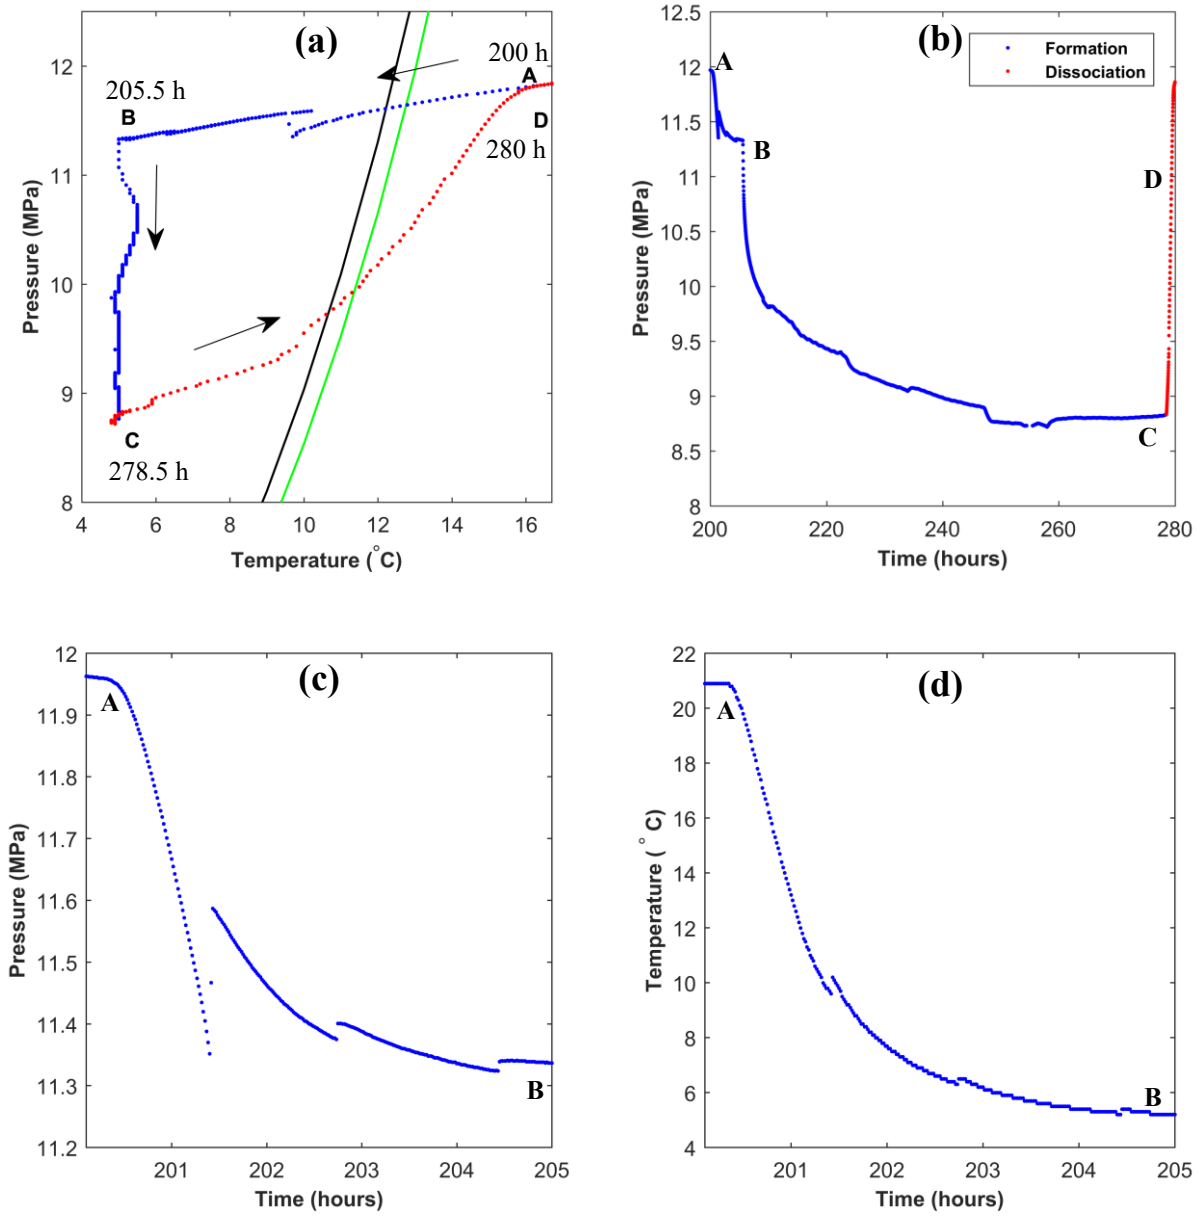 (a)
200 h
A
205.5 h
B
D
280 h
C
278.5 h
12
11
10
9
8
4
6
8
10
12
14
16
Pressure (MPa)
Temperature (°C)
(b)
A
Formation
Dissociation
B
D
C
12.5
12
11.5
11
10.5
10
9.5
9
8.5
8
200
220
240
260
280
Pressure (MPa)
Time (hours)
(c)
A
B
12
11.9
11.8
11.7
11.6
11.5
11.4
11.3
11.2
201
202
203
204
205
Pressure (MPa)
Time (hours)
(d)
A
B
22
20
18
16
14
12
10
8
6
4
201
202
203
204
205
Temperature (° C)
Time (hours)